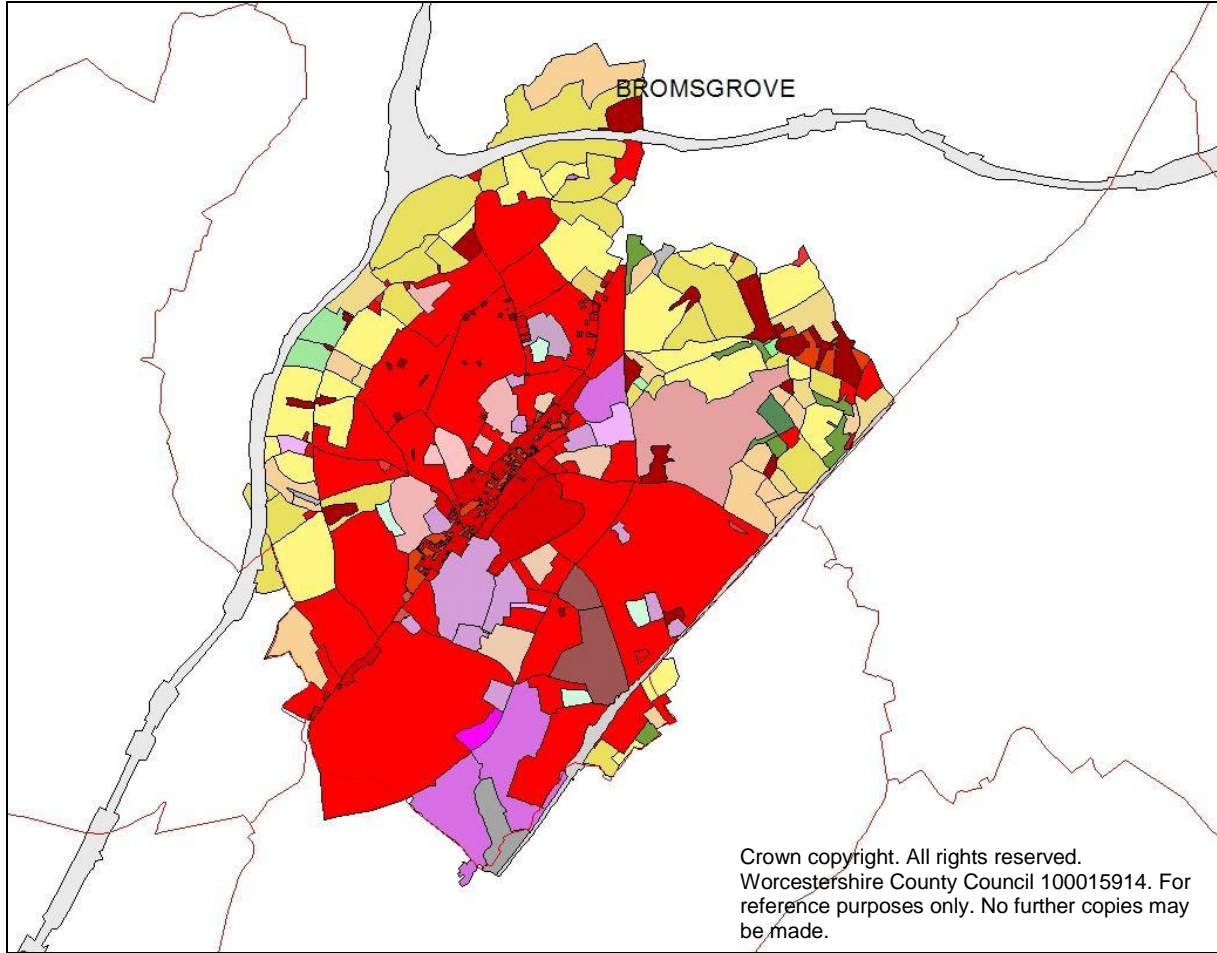 BROMSGROVE
Crown copyright. All rights reserved.
Worcestershire County Council 100015914. For
reference purposes only. No further copies may
be made.